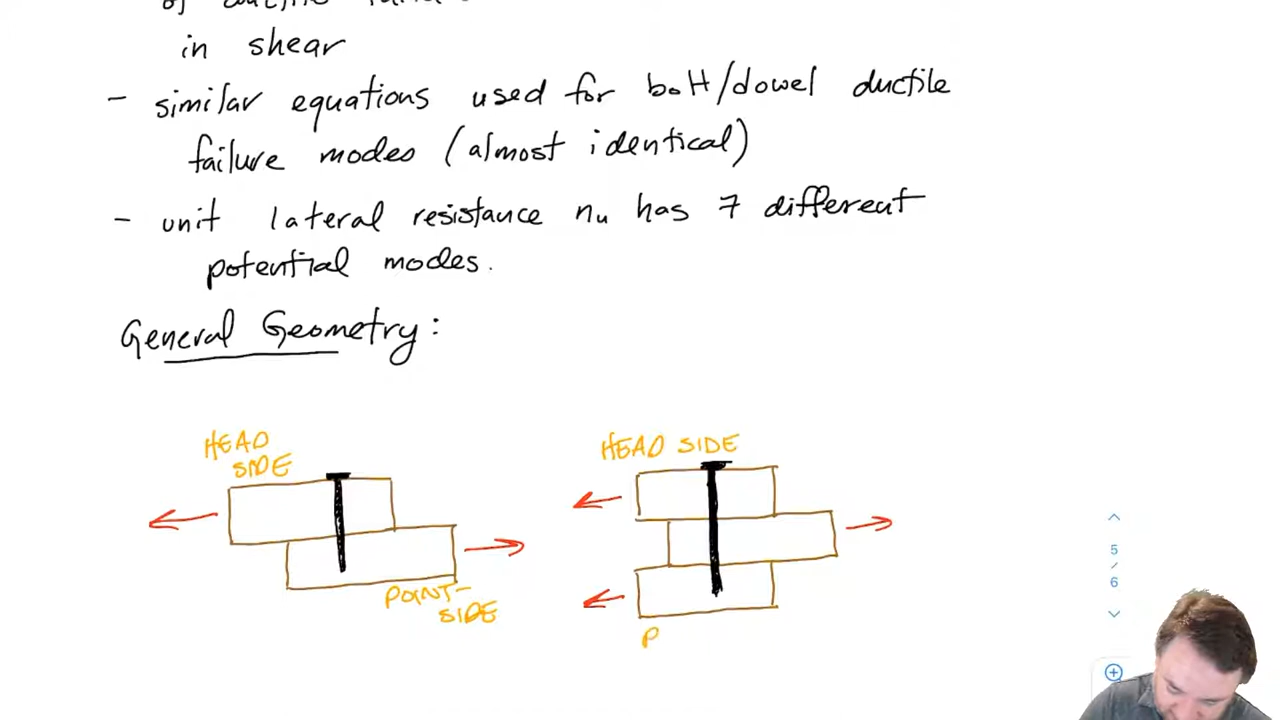 of
in shear
- similar equations used for bolt/dowel ductile
failure modes (almost identical)
- unit lateral resistance nu has 7 different
potential modes.
General Geometry:
HEAD
SIDE
HEAD SIDE
POINT-
SIDE
P
5
/
6